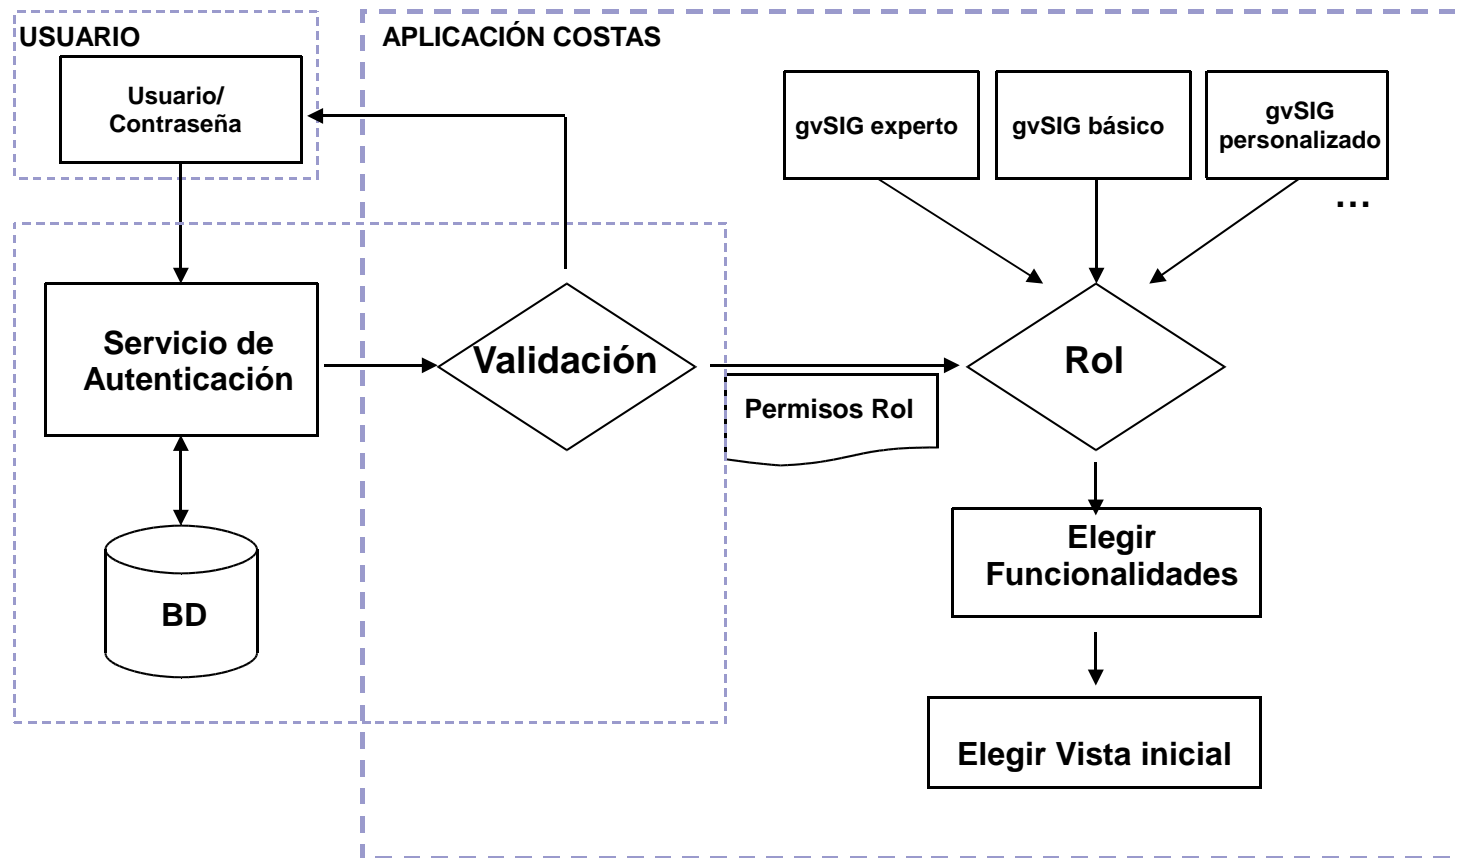 USUARIO
APLICACIÓN COSTAS
Usuario/
Contraseña
gvSIG experto
gvSIG básico
gvSIG
personalizado
...
Servicio de
Autenticación
Validación
Rol
Permisos Rol
Elegir
Funcionalidades
BD
Elegir Vista inicial